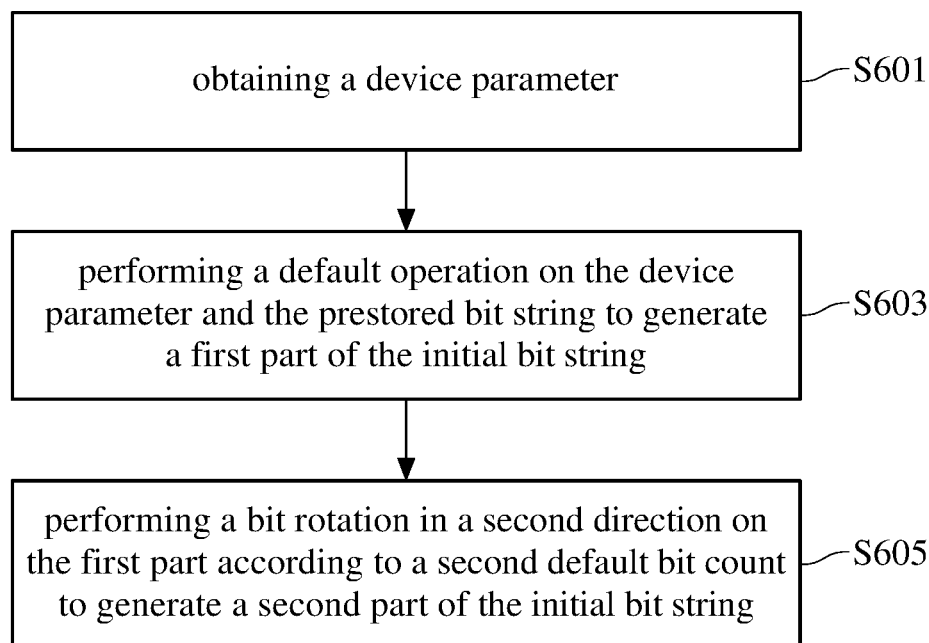 obtaining a device parameter
S601
performing a default operation on the device
parameter and the prestored bit string to generate
a first part of the initial bit string
S603
performing a bit rotation in a second direction on
the first part according to a second default bit count
to generate a second part of the initial bit string
S605